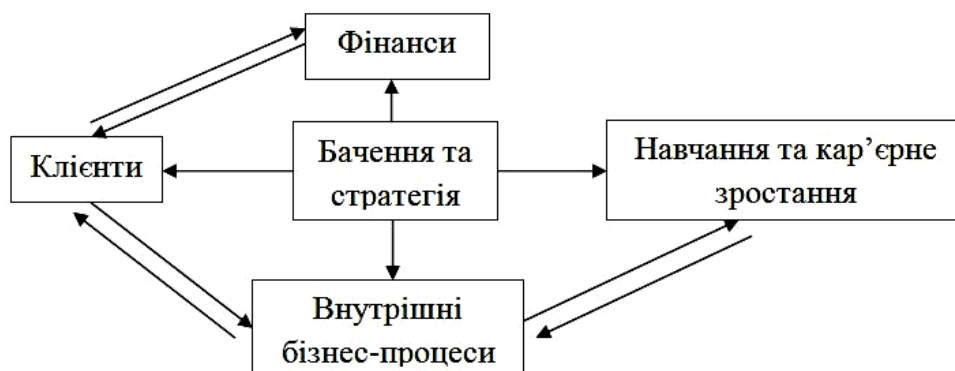 Фінанси
Клієнти
Бачення та
стратегія
Навчання та кар’єрне
зростання
Внутрішні
бізнес-процеси